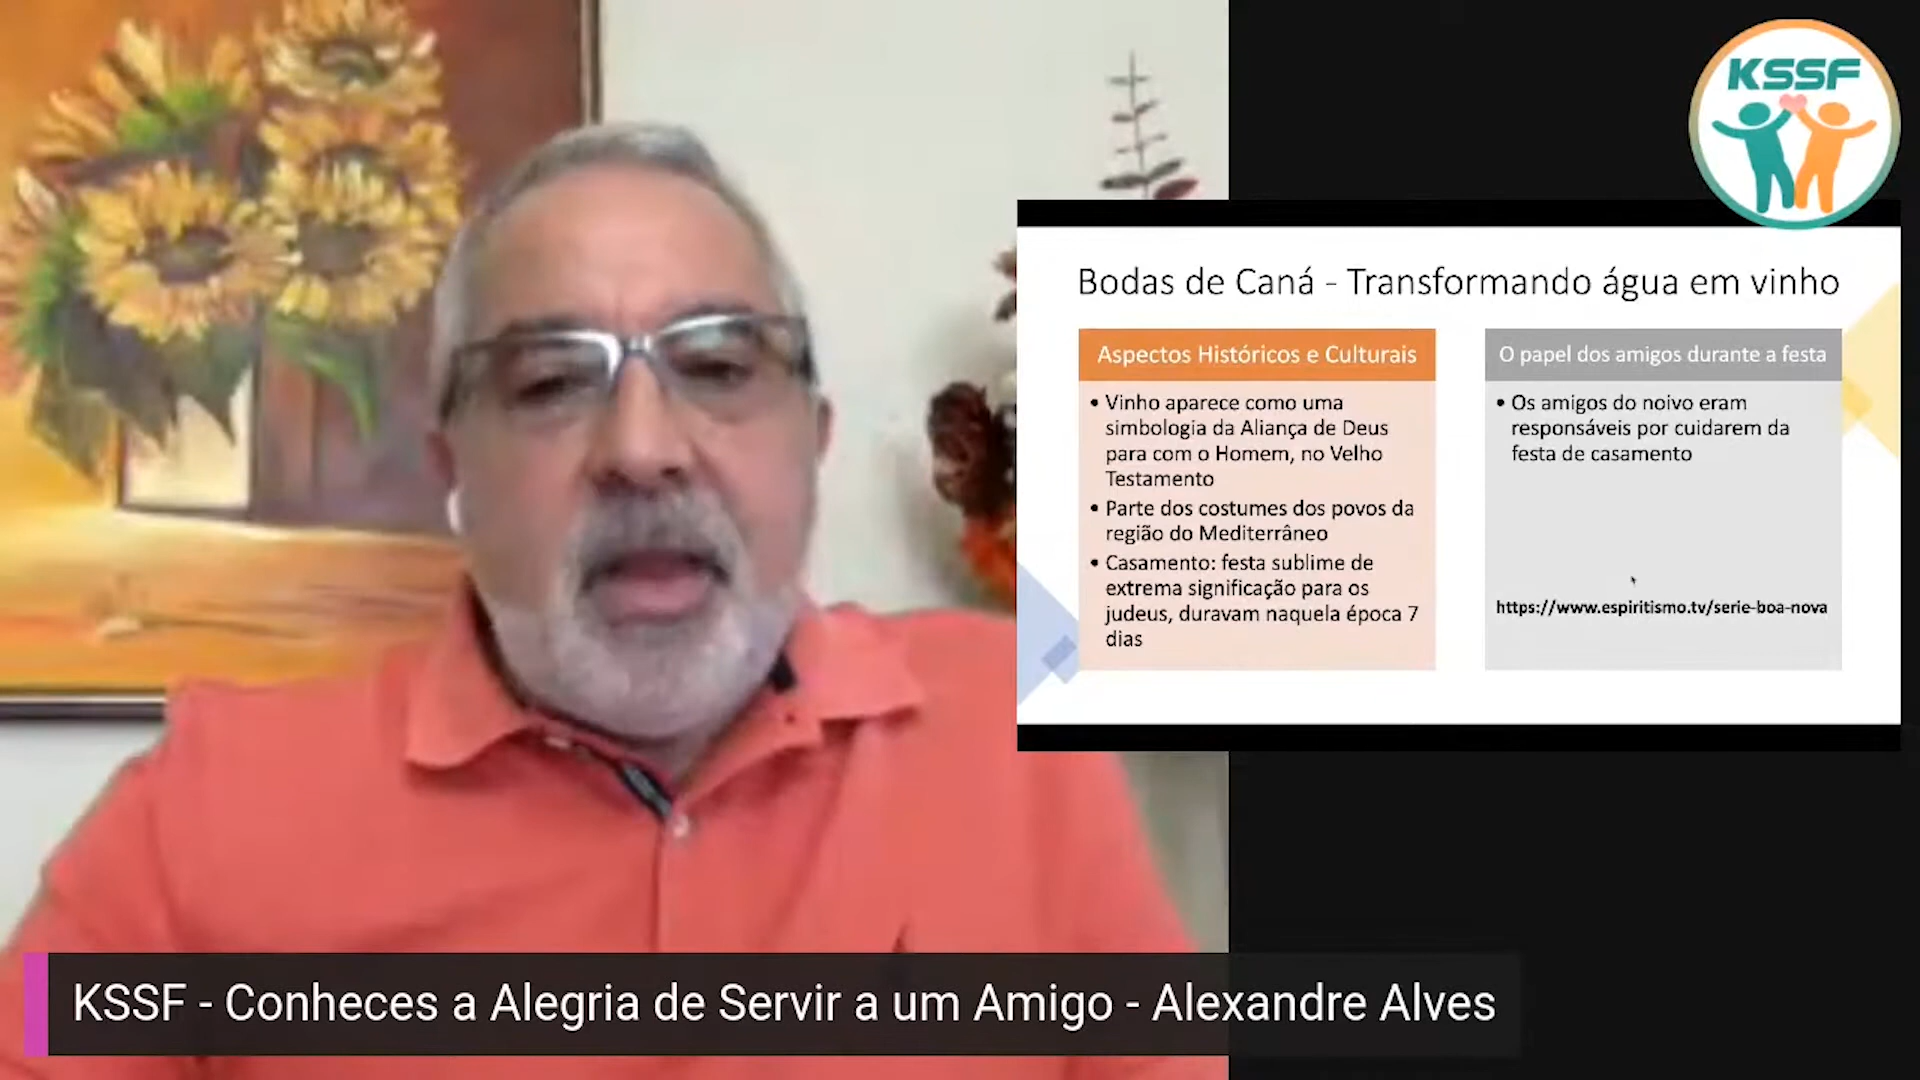 KSSF
Bodas de Caná - Transformando água em vinho
Aspectos Históricos e Culturais
• Vinho aparece como uma
simbologia da Aliança de Deus
para com o Homem, no Velho
Testamento
• Parte dos costumes dos povos da
região do Mediterrâneo
• Casamento: festa sublime de
extrema significação para os
judeus, duravam naquela época 7
dias
O papel dos amigos durante a festa
• Os amigos do noivo eram
responsáveis por cuidarem da
festa de casamento
https://www.espiritismo.tv/serie-boa-nova
KSSF - Conheces a Alegria de Servir a um Amigo - Alexandre Alves